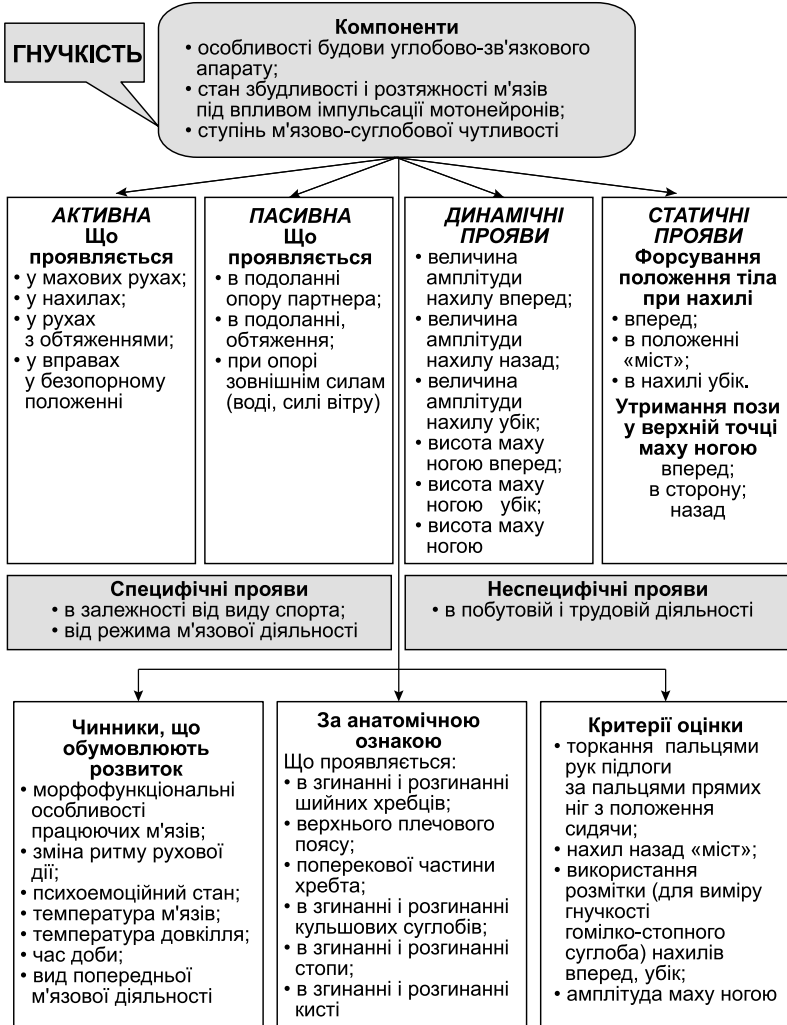 ГНУЧКІСТЬ
Компоненти
• особливості будови углобово-зв'язкового
апарату;
• стан збудливості і розтяжності м'язів
під впливом імпульсації мотонейронів;
• ступінь м'язово-суглобової чутливості
АКТИВНА
Що
проявляється
• у махових рухах;
• у нахилах;
• у рухах
з обтяженнями;
• у вправах
у безопорному
положенні
ПАСИВНА
Що
проявляється
• в подоланні
опору партнера;
• в подоланні,
обтяження;
• при опорі
зовнішнім силам
(воді, силі вітру)
ДИНАМІЧНІ
ПРОЯВИ
• величина
амплітуди
нахилу вперед;
• величина
амплітуди
нахилу назад;
• величина
амплітуди
нахилу убік;
• висота маху
ногою вперед;
• висота маху
ногою убік;
• висота маху
ногою
СТАТИЧНІ
ПРОЯВИ
Форсування
положення тіла
при нахилі
• вперед;
• в положенні
«міст»;
• в нахилі убік.
Утримання пози
у верхній точці
маху ногою
вперед;
в сторону;
назад
Специфічні прояви
• в залежності від виду спорта;
• від режима м'язової діяльності
Неспецифічні прояви
• в побутовій і трудовій діяльності
Чинники, що
обумовлюють
розвиток
• морфофункціональні
особливості
працюючих м'язів;
• зміна ритму рухової
дії;
• психоемоційний стан;
• температура м'язів;
• температура довкілля;
• час доби;
• вид попередньої
м'язової діяльності
За анатомічною
ознакою
Що проявляється:
• в згинанні і розгинанні
шийних хребців;
• верхнього плечового
поясу;
• поперекової частини
хребта;
• в згинанні і розгинанні
кульшових суглобів;
• в згинанні і розгинанні
стопи;
• в згинанні і розгинанні
кисті
Критерії оцінки
• торкання пальцями
рук підлоги
за пальцями прямих
ніг з положення
сидячи;
• нахил назад «міст»;
• використання
розмітки (для виміру
гнучкості
гомілко-стопного
суглоба) нахилів
вперед, убік;
• амплітуда маху ногою